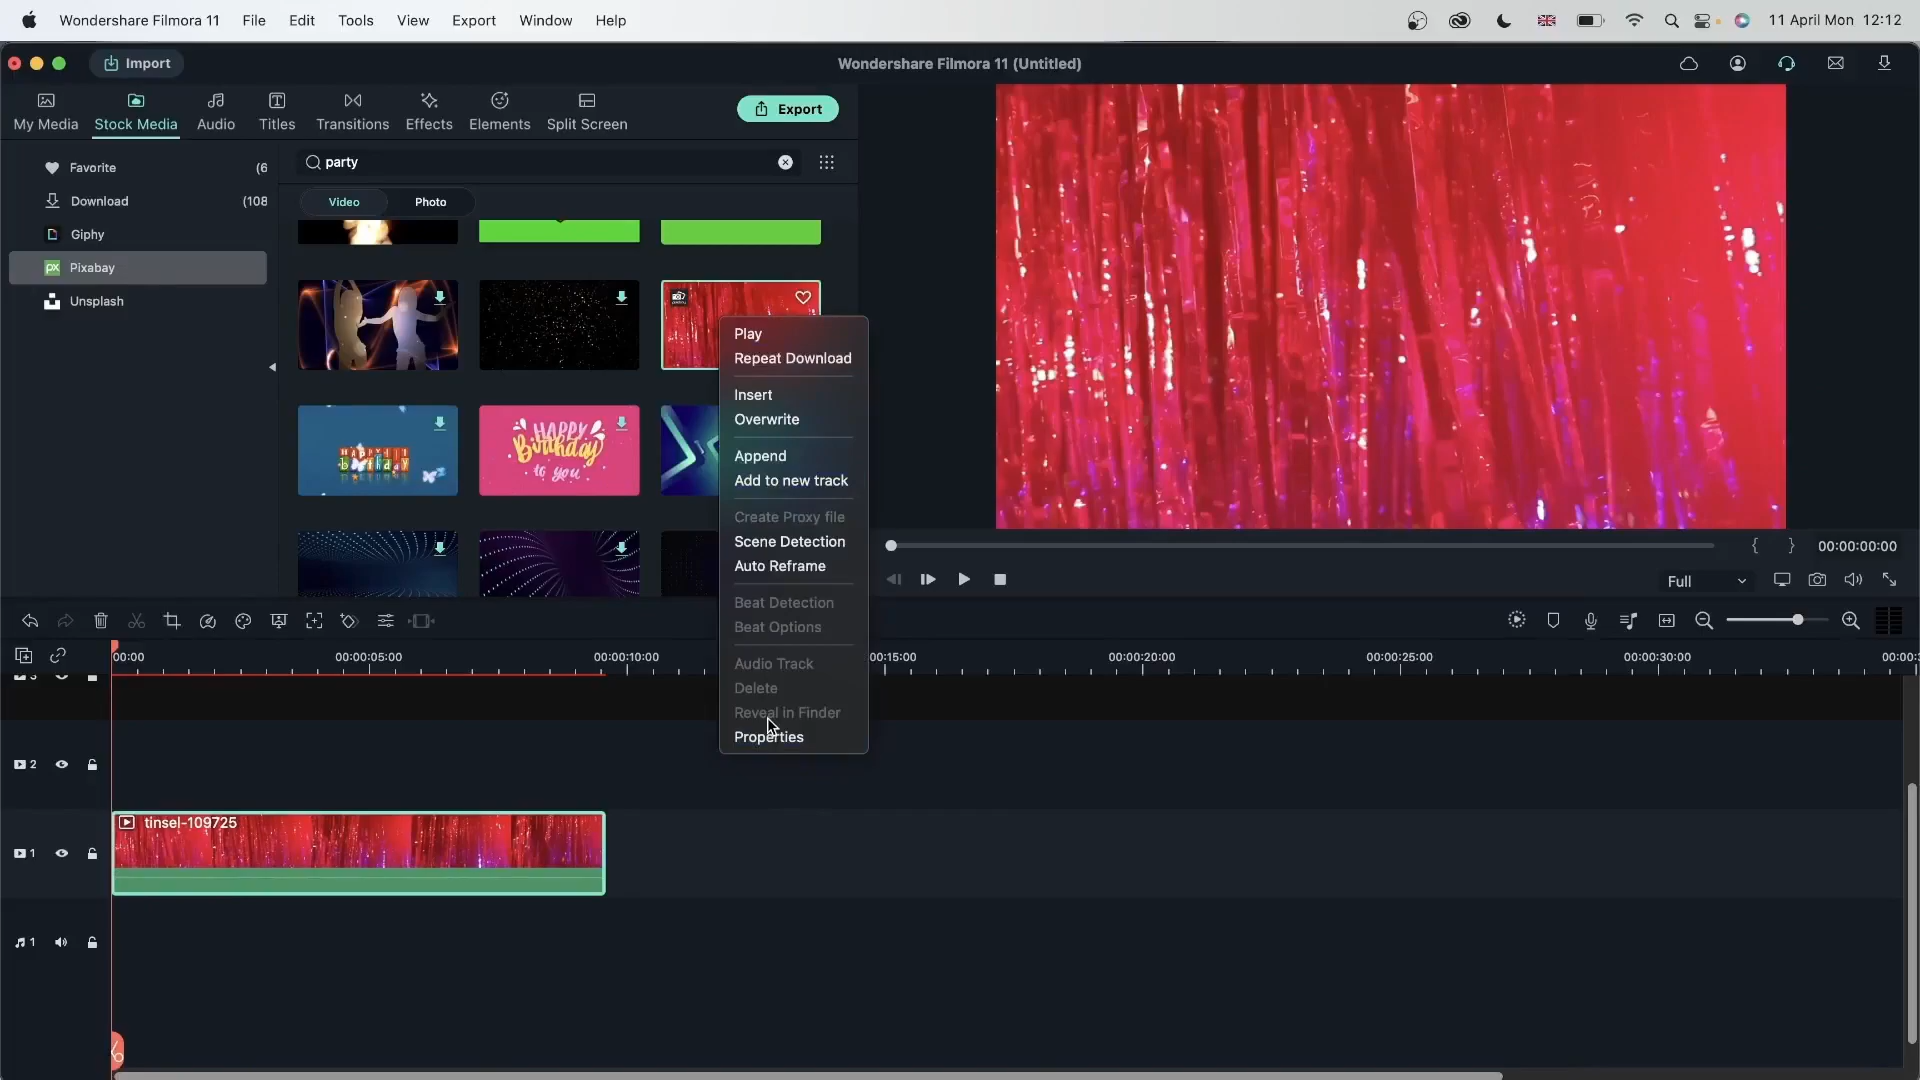 Wondershare Filmora 11 File Edit Tools View Export Window Help 11 April Mon 12:12
Import Wondershare Filmora 11 (Untitled)
My Media Stock Media Audio Titles Transitions Effects Elements Split Screen Export
Favorite (6
Download (108
Giphy
px Pixabay
Unsplash
party
Video Photo
HAPPY
Birthday
to you
Play
Repeat Download
Insert
Overwrite
Append
Add to new track
Create Proxy file
Scene Detection
Auto Reframe
Beat Detection
Beat Options
Audio Track
Delete
Reveal in Finder
Properties
{ } 00:00:00:00
Full
00:00 00:00:05:00 00:00:10:00 00:15:00 00:00:20:00 00:00:25:00 00:00:30:00 00:00:
2
tinsel-109725
1
1